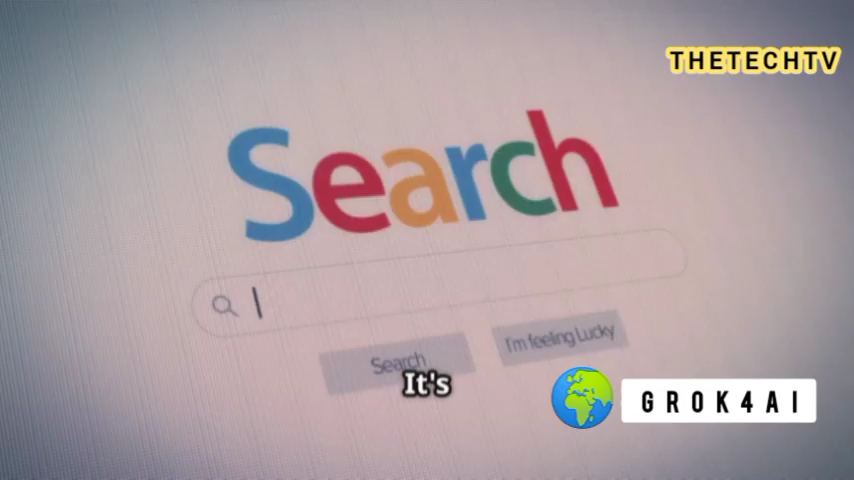 THETECHTV
Search
Search
I'm feeling Lucky
It's
GROK4AI